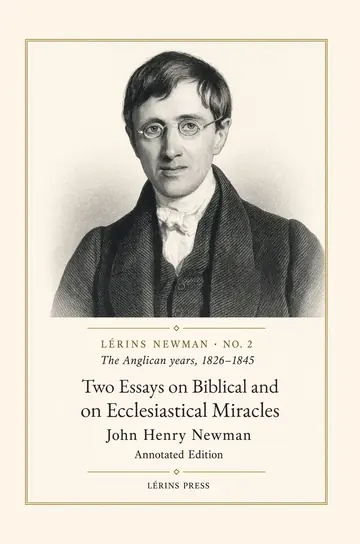 LÉRINS NEWMAN · NO. 2
The Anglican years, 1826–1845
Two Essays on Biblical and
on Ecclesiastical Miracles
John Henry Newman
Annotated Edition
LÉRINS PRESS